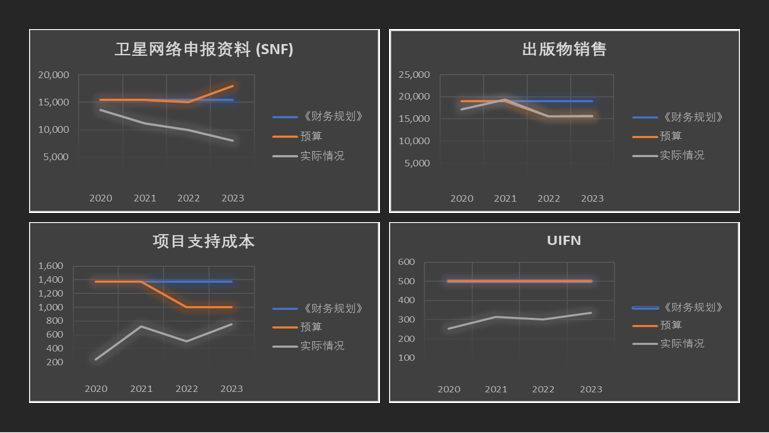 卫星网络申报资料 (SNF)
20,000
15,000
10,000
5,000
2020 2021 2022 2023
《财务规划》
预算
实际情况
出版物销售
25,000
20,000
15,000
10,000
5,000
2020 2021 2022 2023
《财务规划》
预算
实际情况
项目支持成本
1,600
1,400
1,200
1,000
800
600
400
200
2020 2021 2022 2023
《财务规划》
预算
实际情况
UIFN
600
500
400
300
200
100
2020 2021 2022 2023
《财务规划》
预算
实际情况